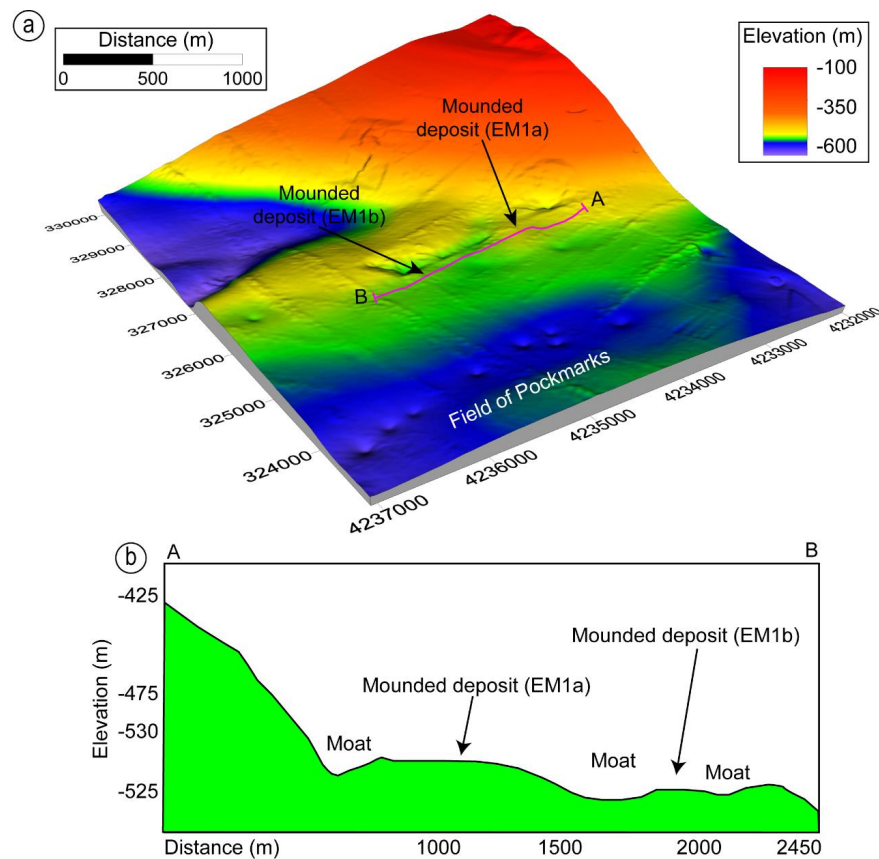 a
Distance (m)
0 500 1000
Elevation (m)
-100
-350
-600
Mounded
deposit (EM1a)
Mounded
deposit (EM1b)
A
B
330000
329000
328000
327000
326000
325000
324000
Field of Pockmarks
4237000
4236000
4235000
4234000
4233000
4232000
b
A B
Elevation (m)
-425
-475
-530
-525
Mounded deposit (EM1b)
Mounded deposit (EM1a)
Moat
Moat
Moat
Distance (m) 1000 1500 2000 2450